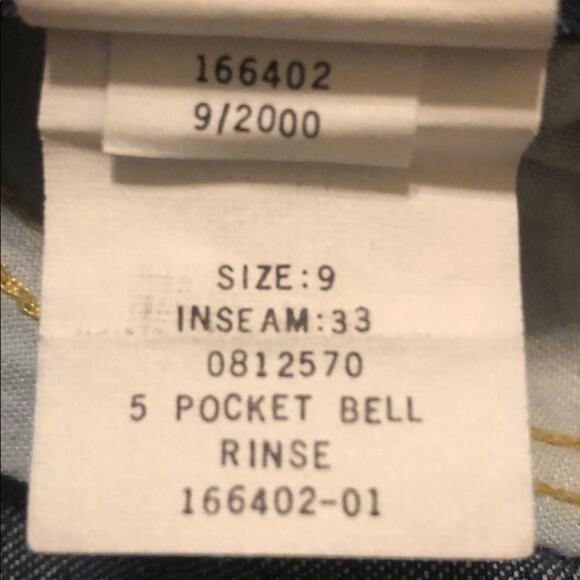 166402
9/2000
SIZE:9
INSEAM:33
0812570
5 POCKET BELL
RINSE
166402-01